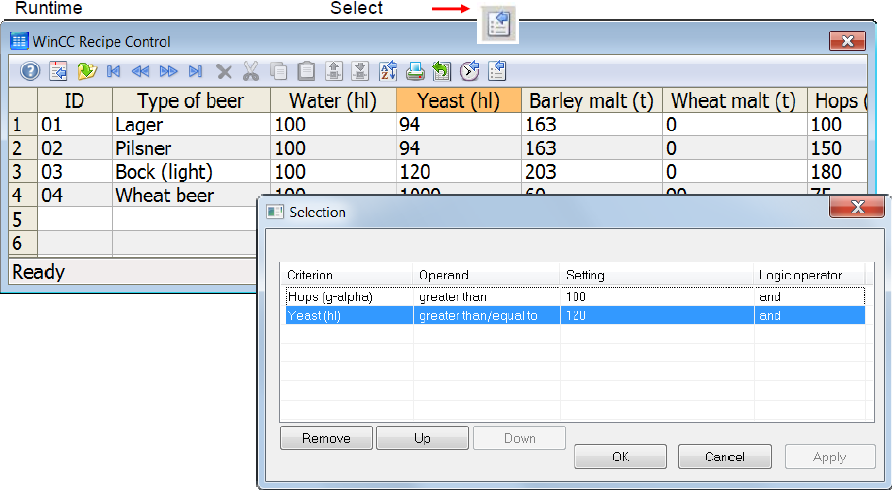 Runtime Select
WinCC Recipe Control
ID Type of beer Water (hl) Yeast (hl) Barley malt (t) Wheat malt (t) Hops (
1 01 Lager 100 94 163 0 100
2 02 Pilsner 100 94 163 0 150
3 03 Bock (light) 100 120 203 0 180
4 04 Wheat beer 100 1000 60 90 75
5
6
Ready
Selection
Criterion Operand Setting Logic operator
Hops (g-alpha) greater than 100 and
Yeast (hl) greater than/equal to 120 and
Remove Up Down
OK Cancel Apply